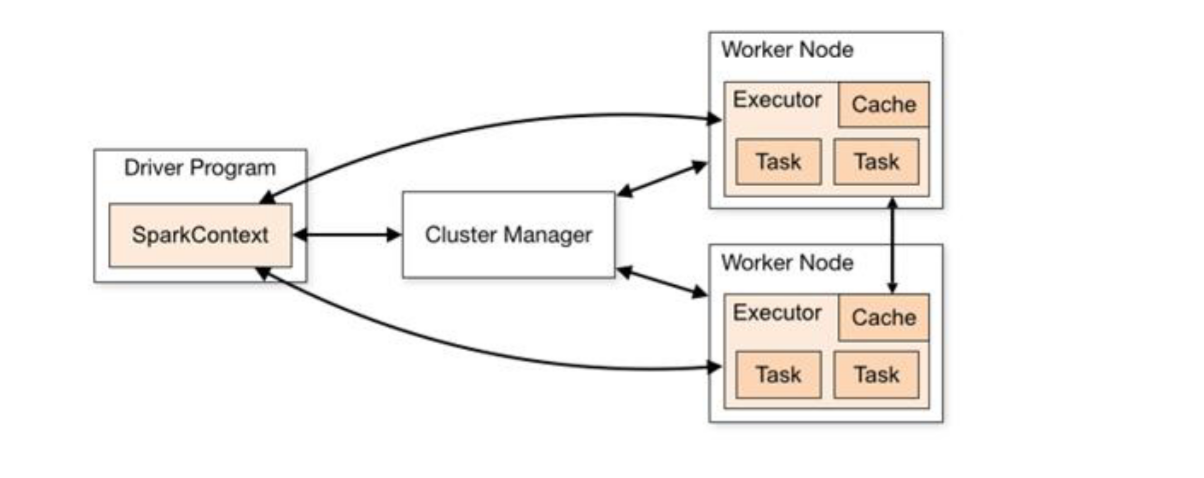 Driver Program
SparkContext
Cluster Manager
Worker Node
Executor
Cache
Task
Task
Worker Node
Executor
Cache
Task
Task